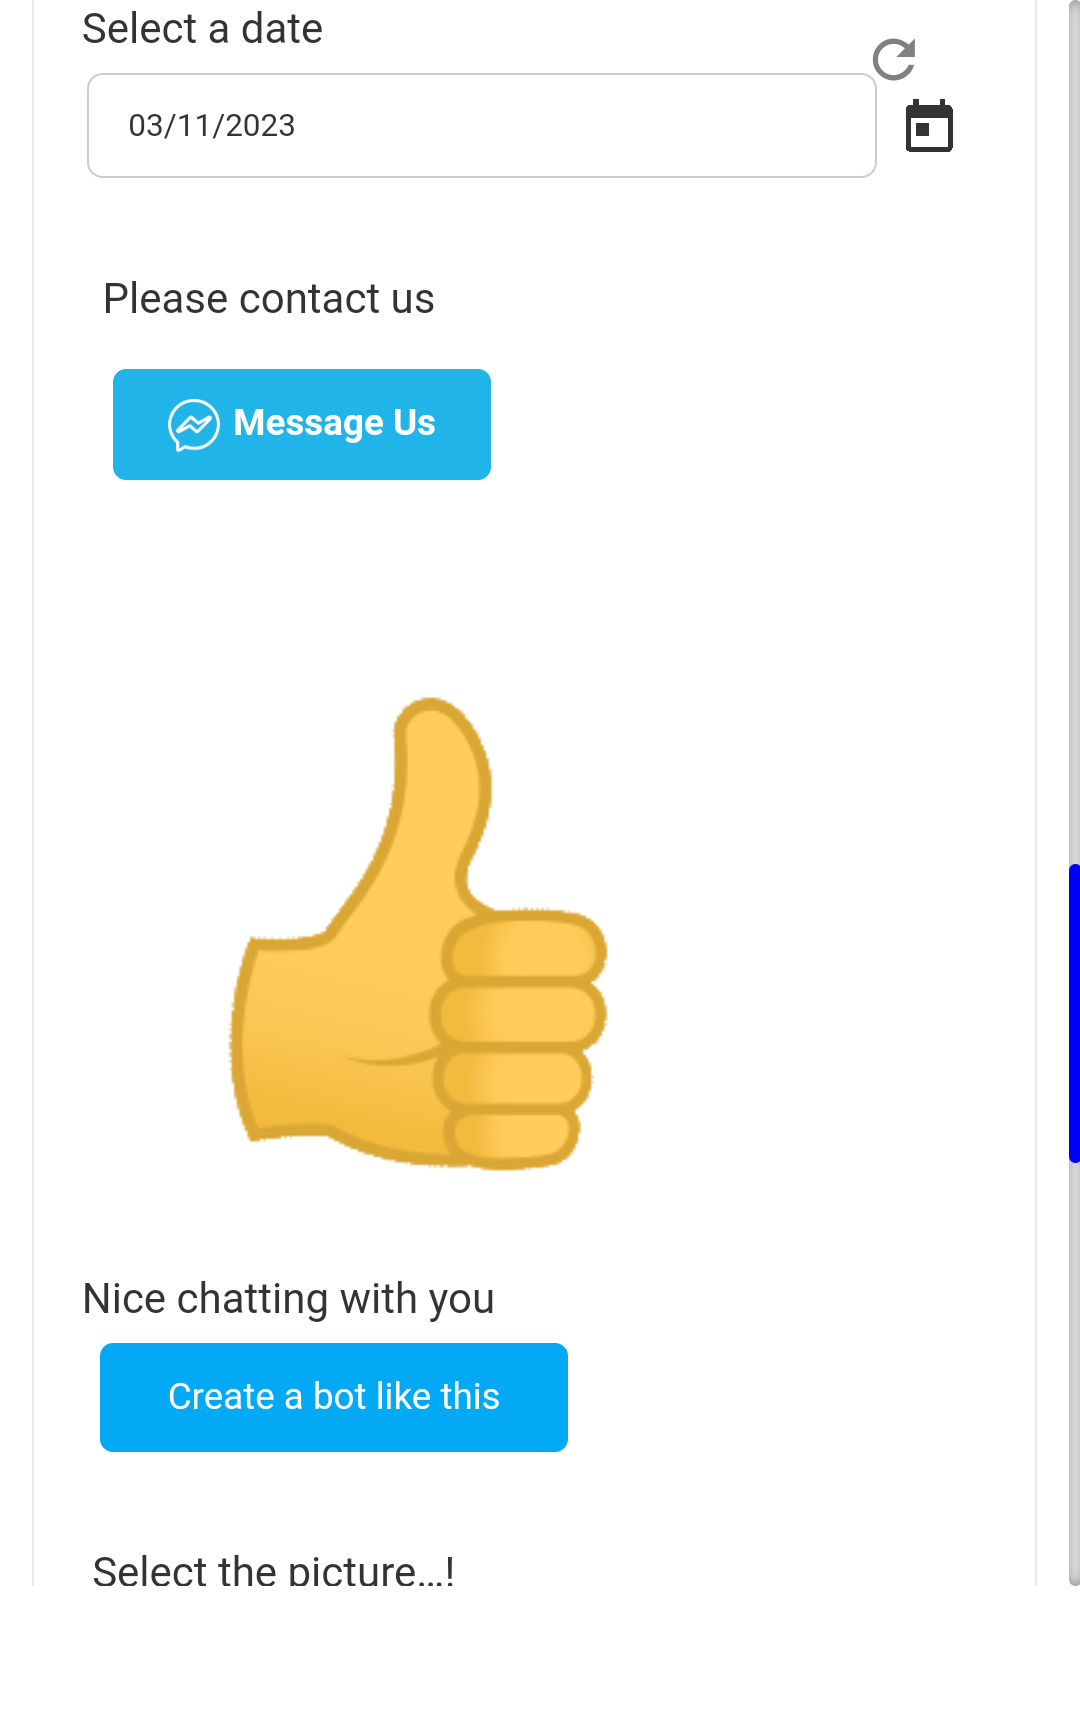 Select a date
03/11/2023
Please contact us
Message Us
Nice chatting with you
Create a bot like this
Select the picture...!